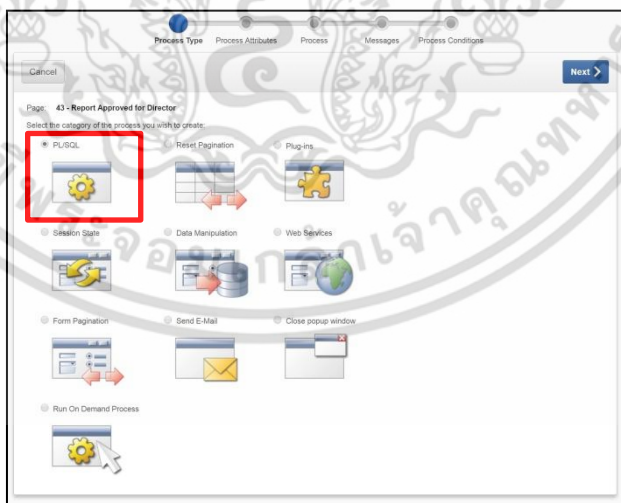 Process Type Process Attributes Process Messages Process Conditions
Cancel Next
Page: 43 - Report Approved for Director
Select the category of the process you wish to create:
PL/SQL Reset Pagination Plug-ins
Session State Data Manipulation Web Services
Form Pagination Send E-Mail Close popup window
Run On Demand Process